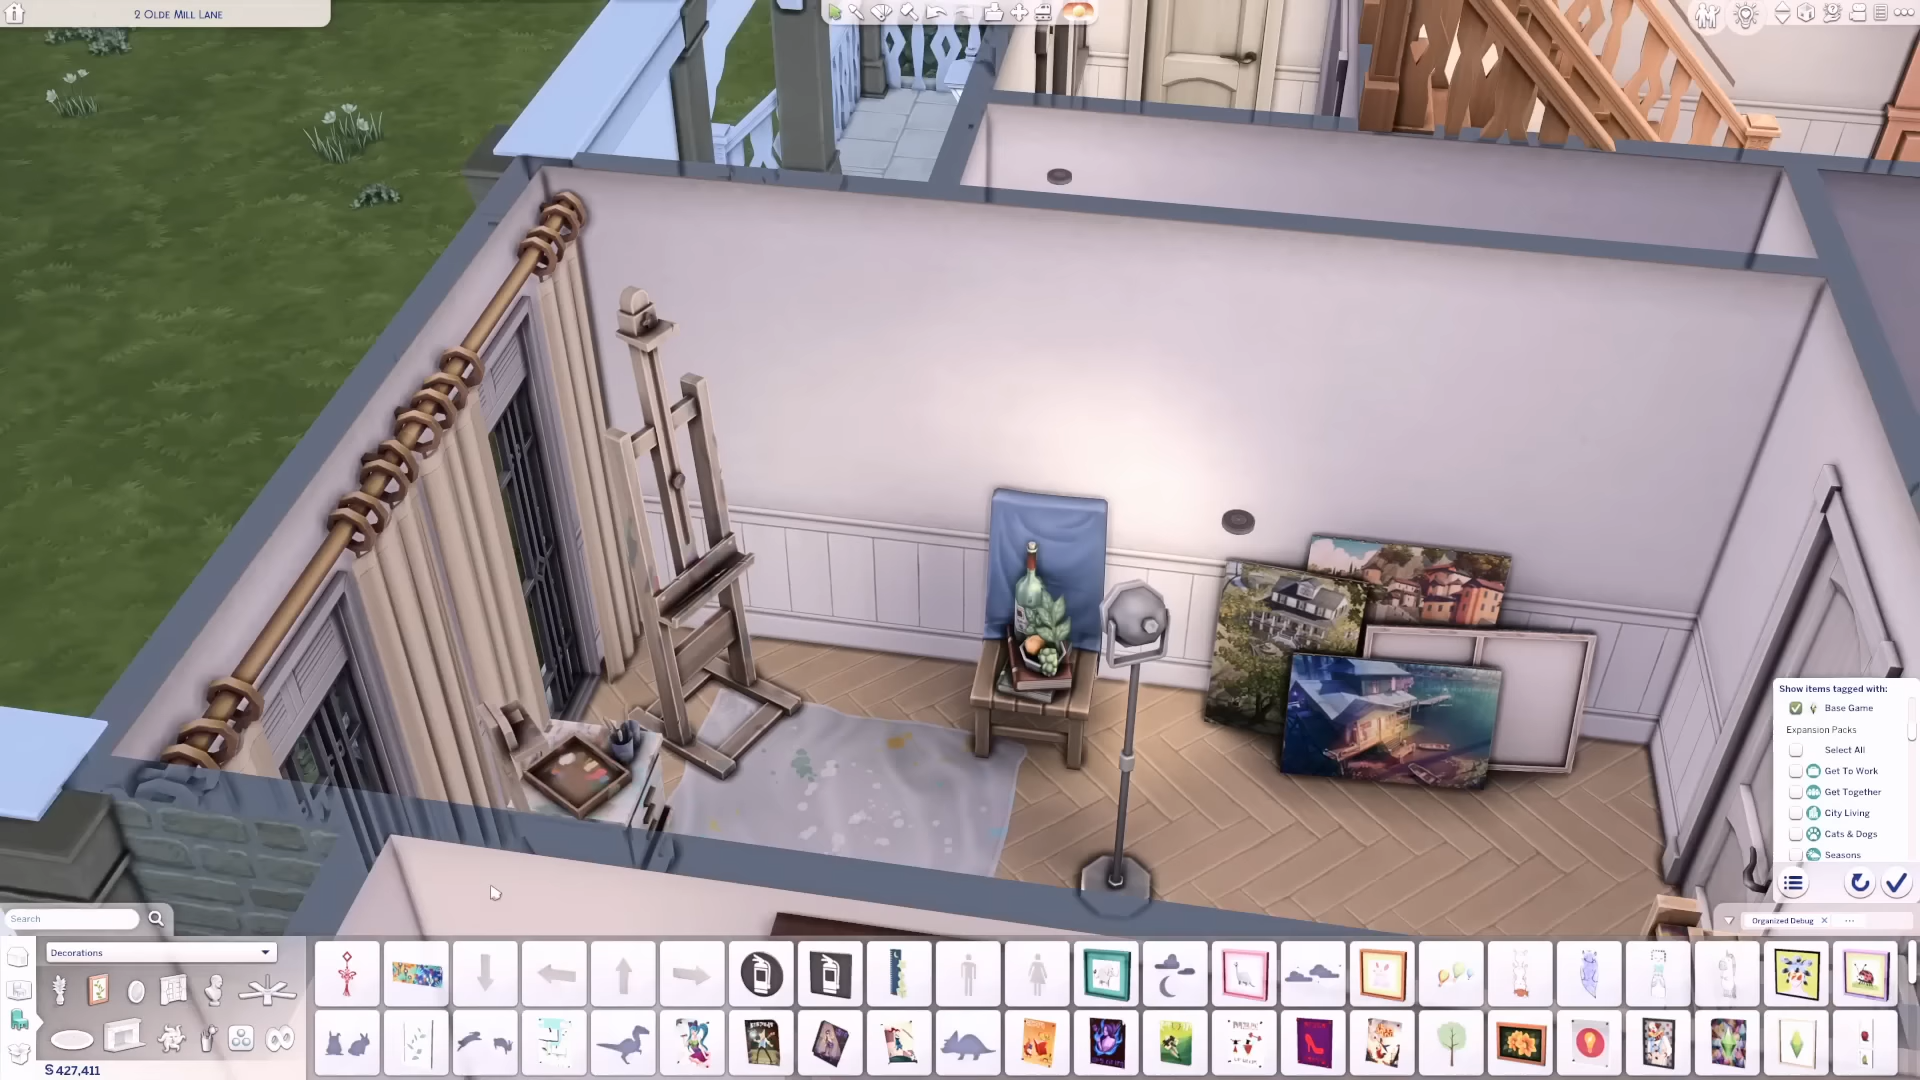 2 Olde Mill Lane
Show items tagged with:
Base Game
Expansion Packs
Select All
Get To Work
Get Together
City Living
Cats & Dogs
Seasons
Organized Debug
Search
Decorations
§ 427,411